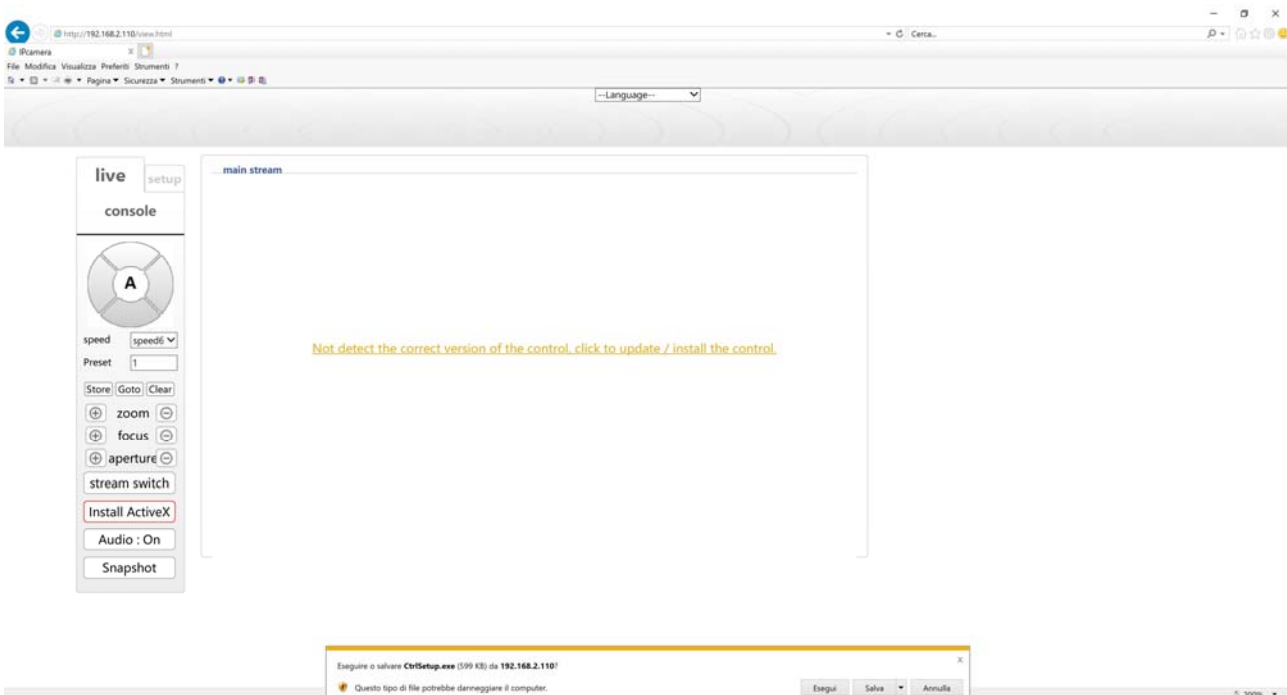 http://192.168.2.110/view.html
Cerca...
IPcamera
File Modifica Visualizza Preferiti Strumenti ?
Pagina Sicurezza Strumenti
--Language--
live
setup
console
A
speed speed6
Preset 1
Store Goto Clear
zoom
focus
aperture
stream switch
Install ActiveX
Audio : On
Snapshot
main stream
Not detect the correct version of the control, click to update / install the control.
Eseguire o salvare CtrlSetup.exe (599 KB) da 192.168.2.110?
Questo tipo di file potrebbe danneggiare il computer.
Esegui Salva Annulla
200%